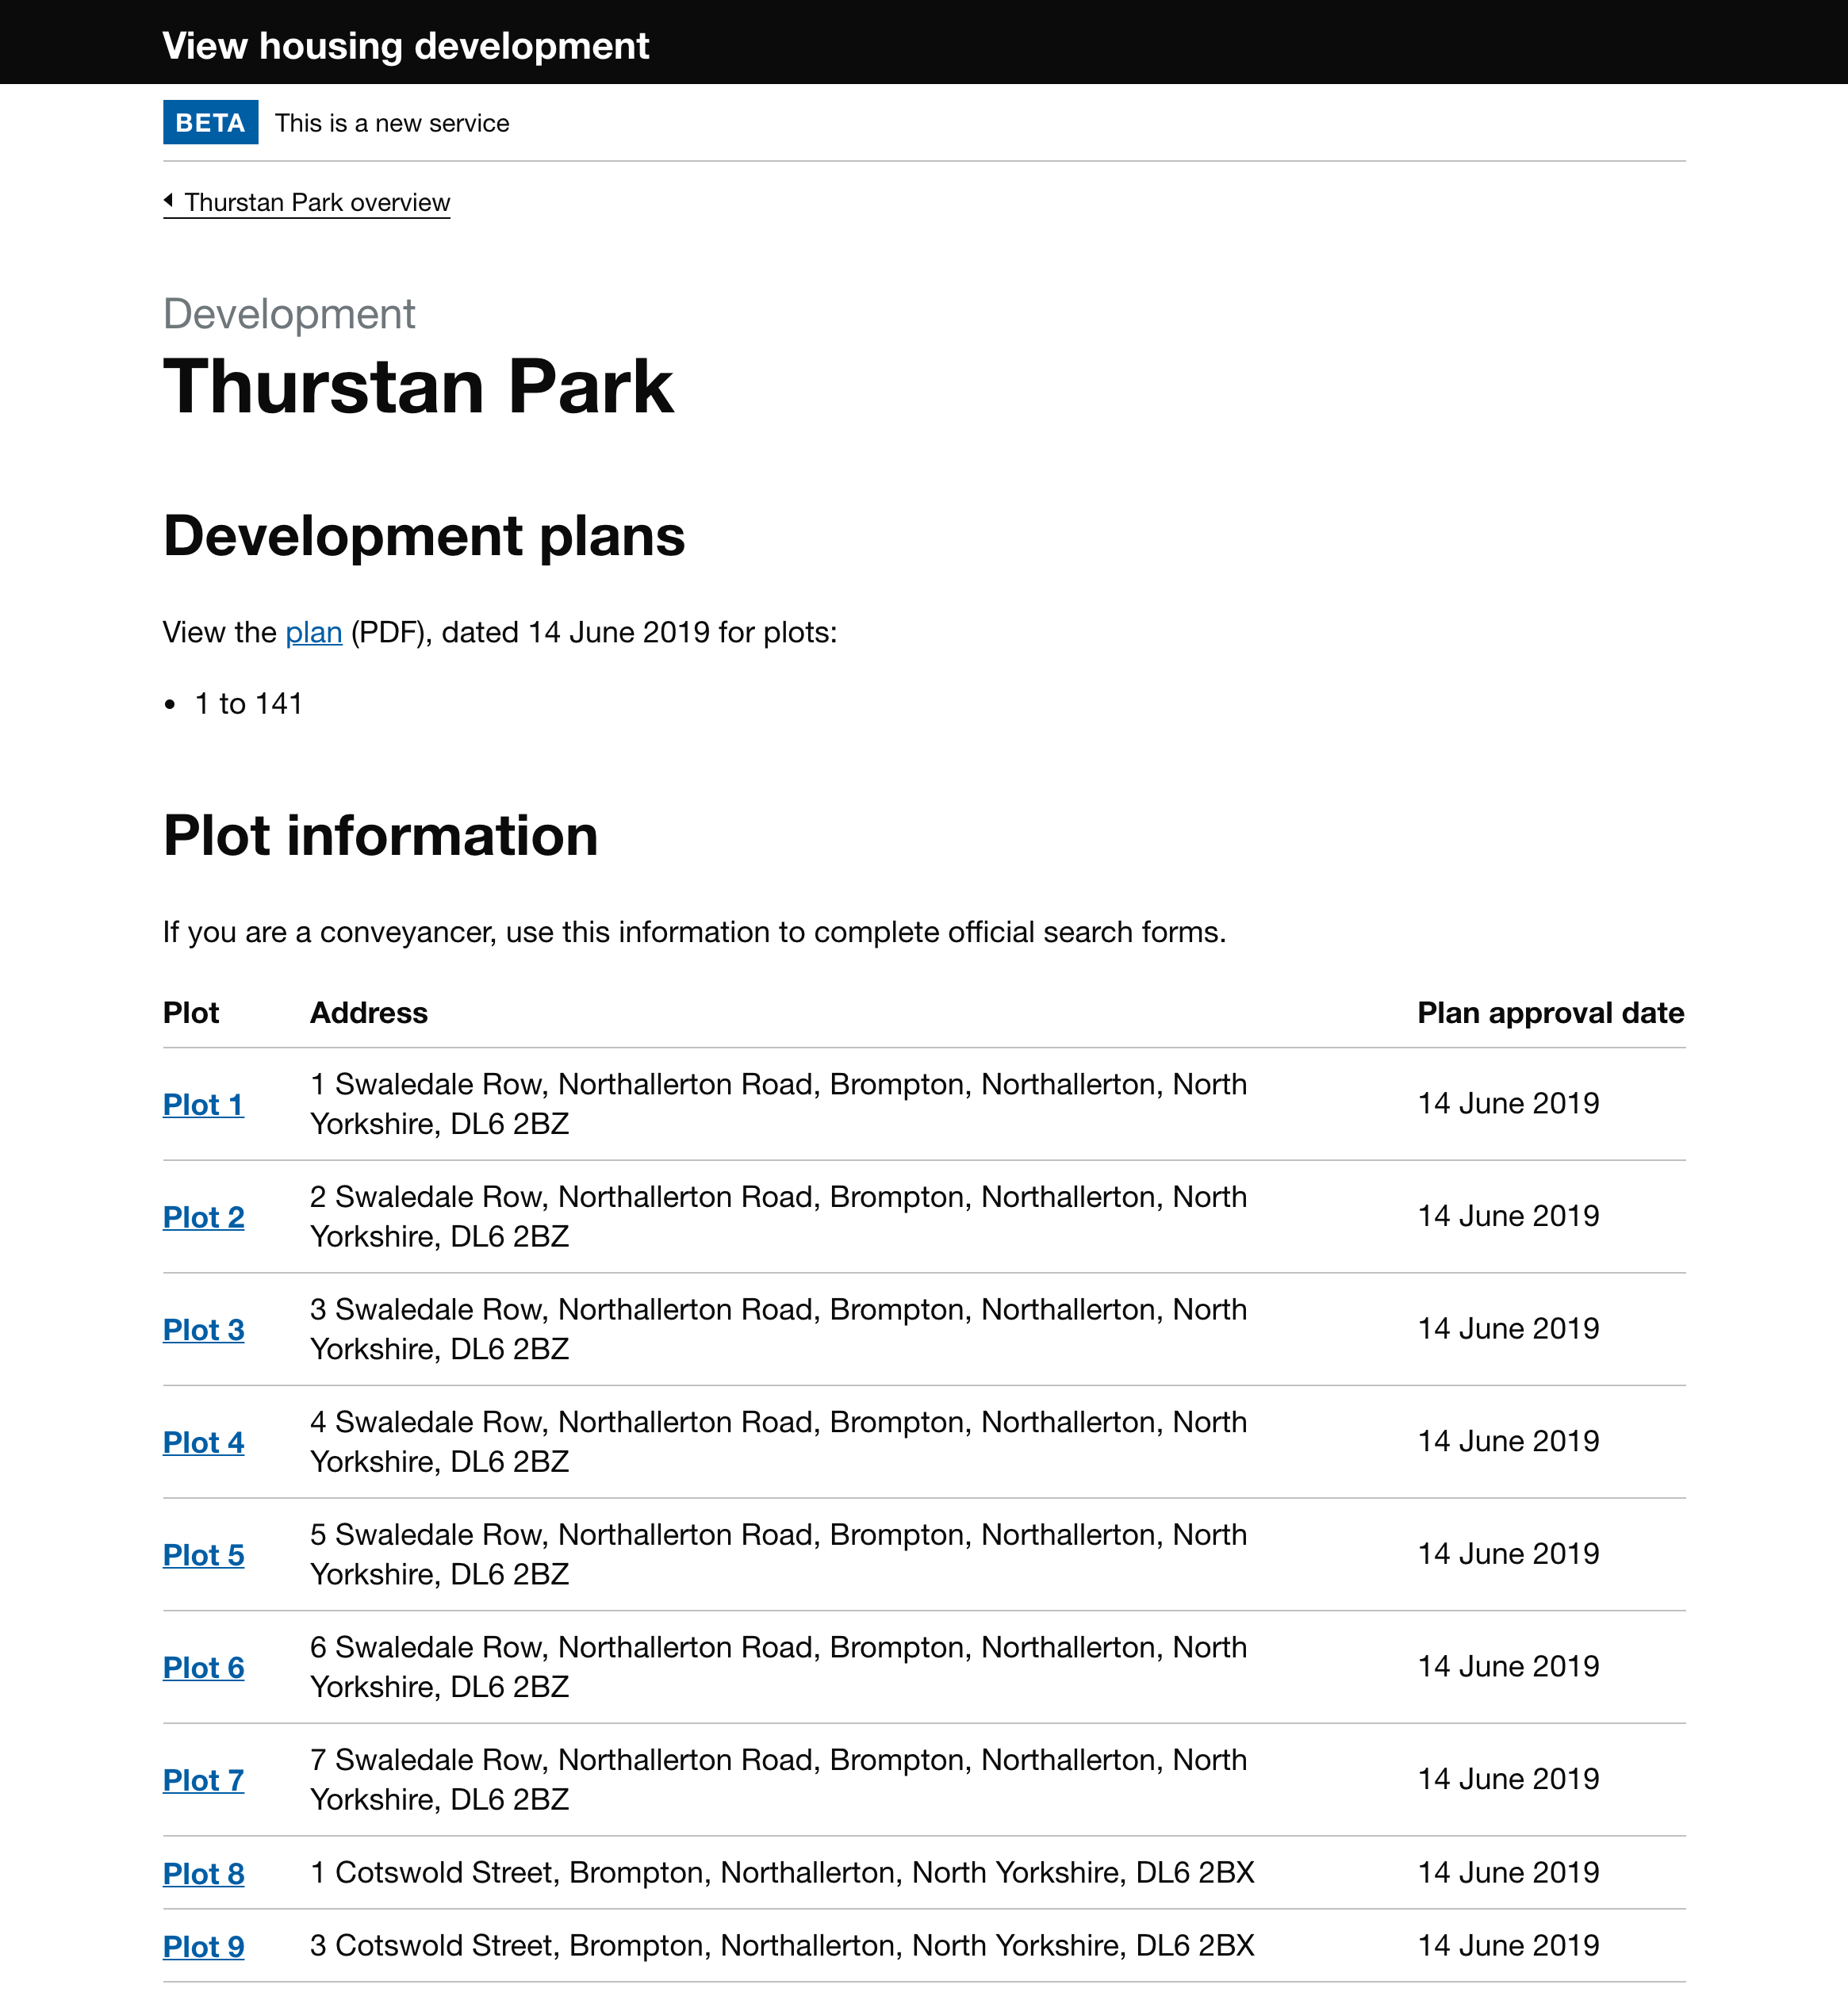 View housing development
BETA This is a new service
Thurstan Park overview
Development
Thurstan Park
Development plans
View the plan (PDF), dated 14 June 2019 for plots:
• 1 to 141
Plot information
If you are a conveyancer, use this information to complete official search forms.
Plot Address Plan approval date
Plot 1 1 Swaledale Row, Northallerton Road, Brompton, Northallerton, North
Yorkshire, DL6 2BZ 14 June 2019
Plot 2 2 Swaledale Row, Northallerton Road, Brompton, Northallerton, North
Yorkshire, DL6 2BZ 14 June 2019
Plot 3 3 Swaledale Row, Northallerton Road, Brompton, Northallerton, North
Yorkshire, DL6 2BZ 14 June 2019
Plot 4 4 Swaledale Row, Northallerton Road, Brompton, Northallerton, North
Yorkshire, DL6 2BZ 14 June 2019
Plot 5 5 Swaledale Row, Northallerton Road, Brompton, Northallerton, North
Yorkshire, DL6 2BZ 14 June 2019
Plot 6 6 Swaledale Row, Northallerton Road, Brompton, Northallerton, North
Yorkshire, DL6 2BZ 14 June 2019
Plot 7 7 Swaledale Row, Northallerton Road, Brompton, Northallerton, North
Yorkshire, DL6 2BZ 14 June 2019
Plot 8 1 Cotswold Street, Brompton, Northallerton, North Yorkshire, DL6 2BX 14 June 2019
Plot 9 3 Cotswold Street, Brompton, Northallerton, North Yorkshire, DL6 2BX 14 June 2019